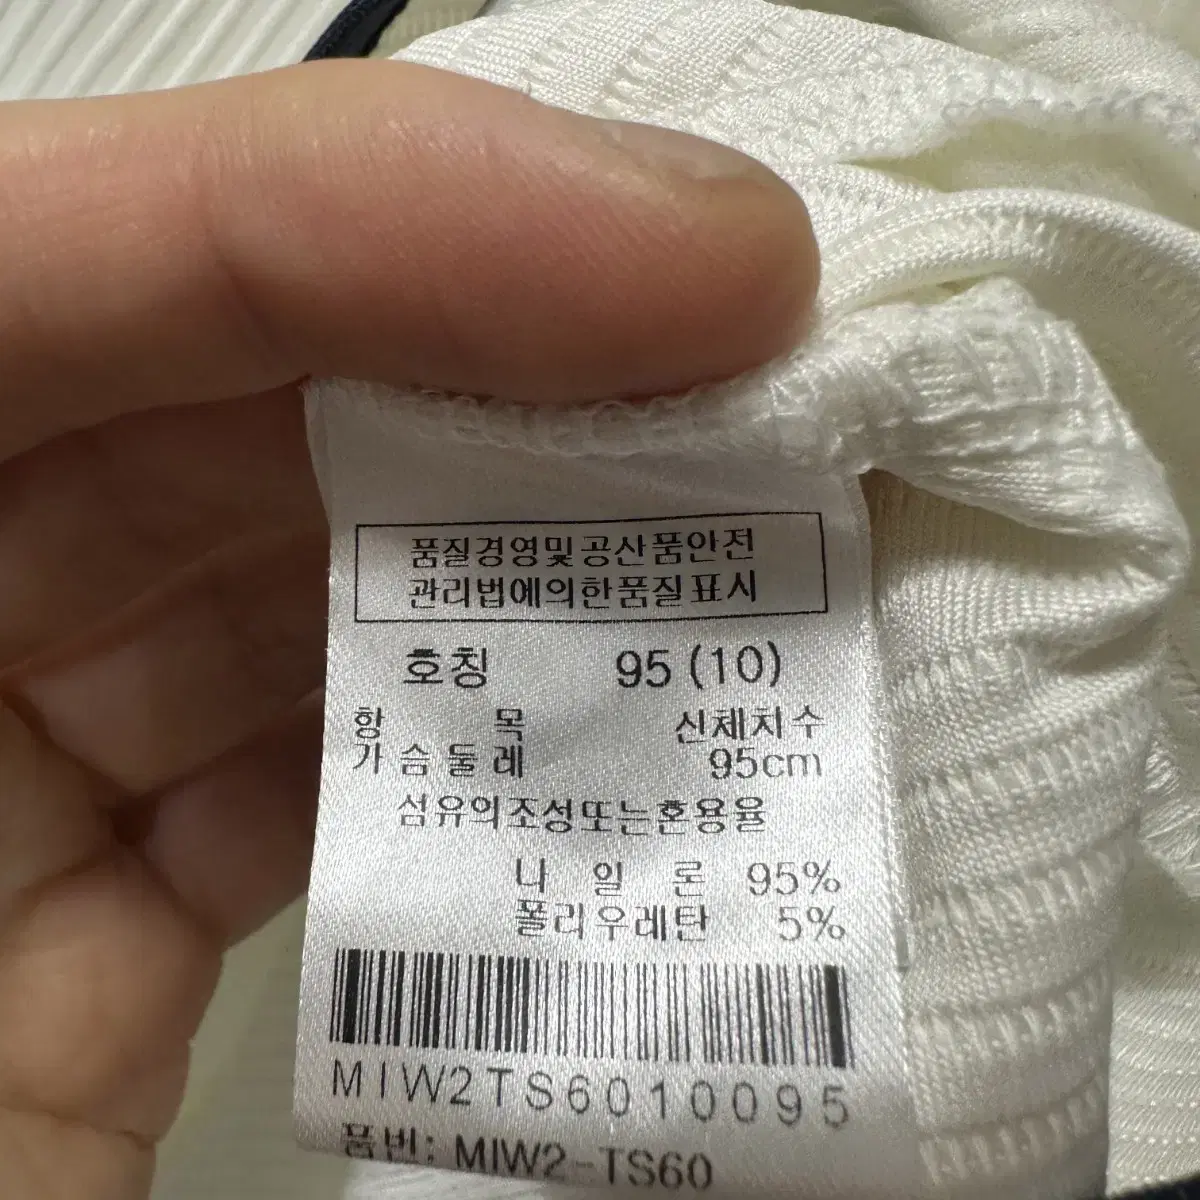 품질경영및공산품안전
관리법에의한품질표시
호칭 95 (10)
항 목 신체치수
가 슴 둘 레 95cm
섬유의조성또는혼용율
나 일 론 95%
폴리우레탄 5%
MIW2TS6010095
품번: MIW2-TS60